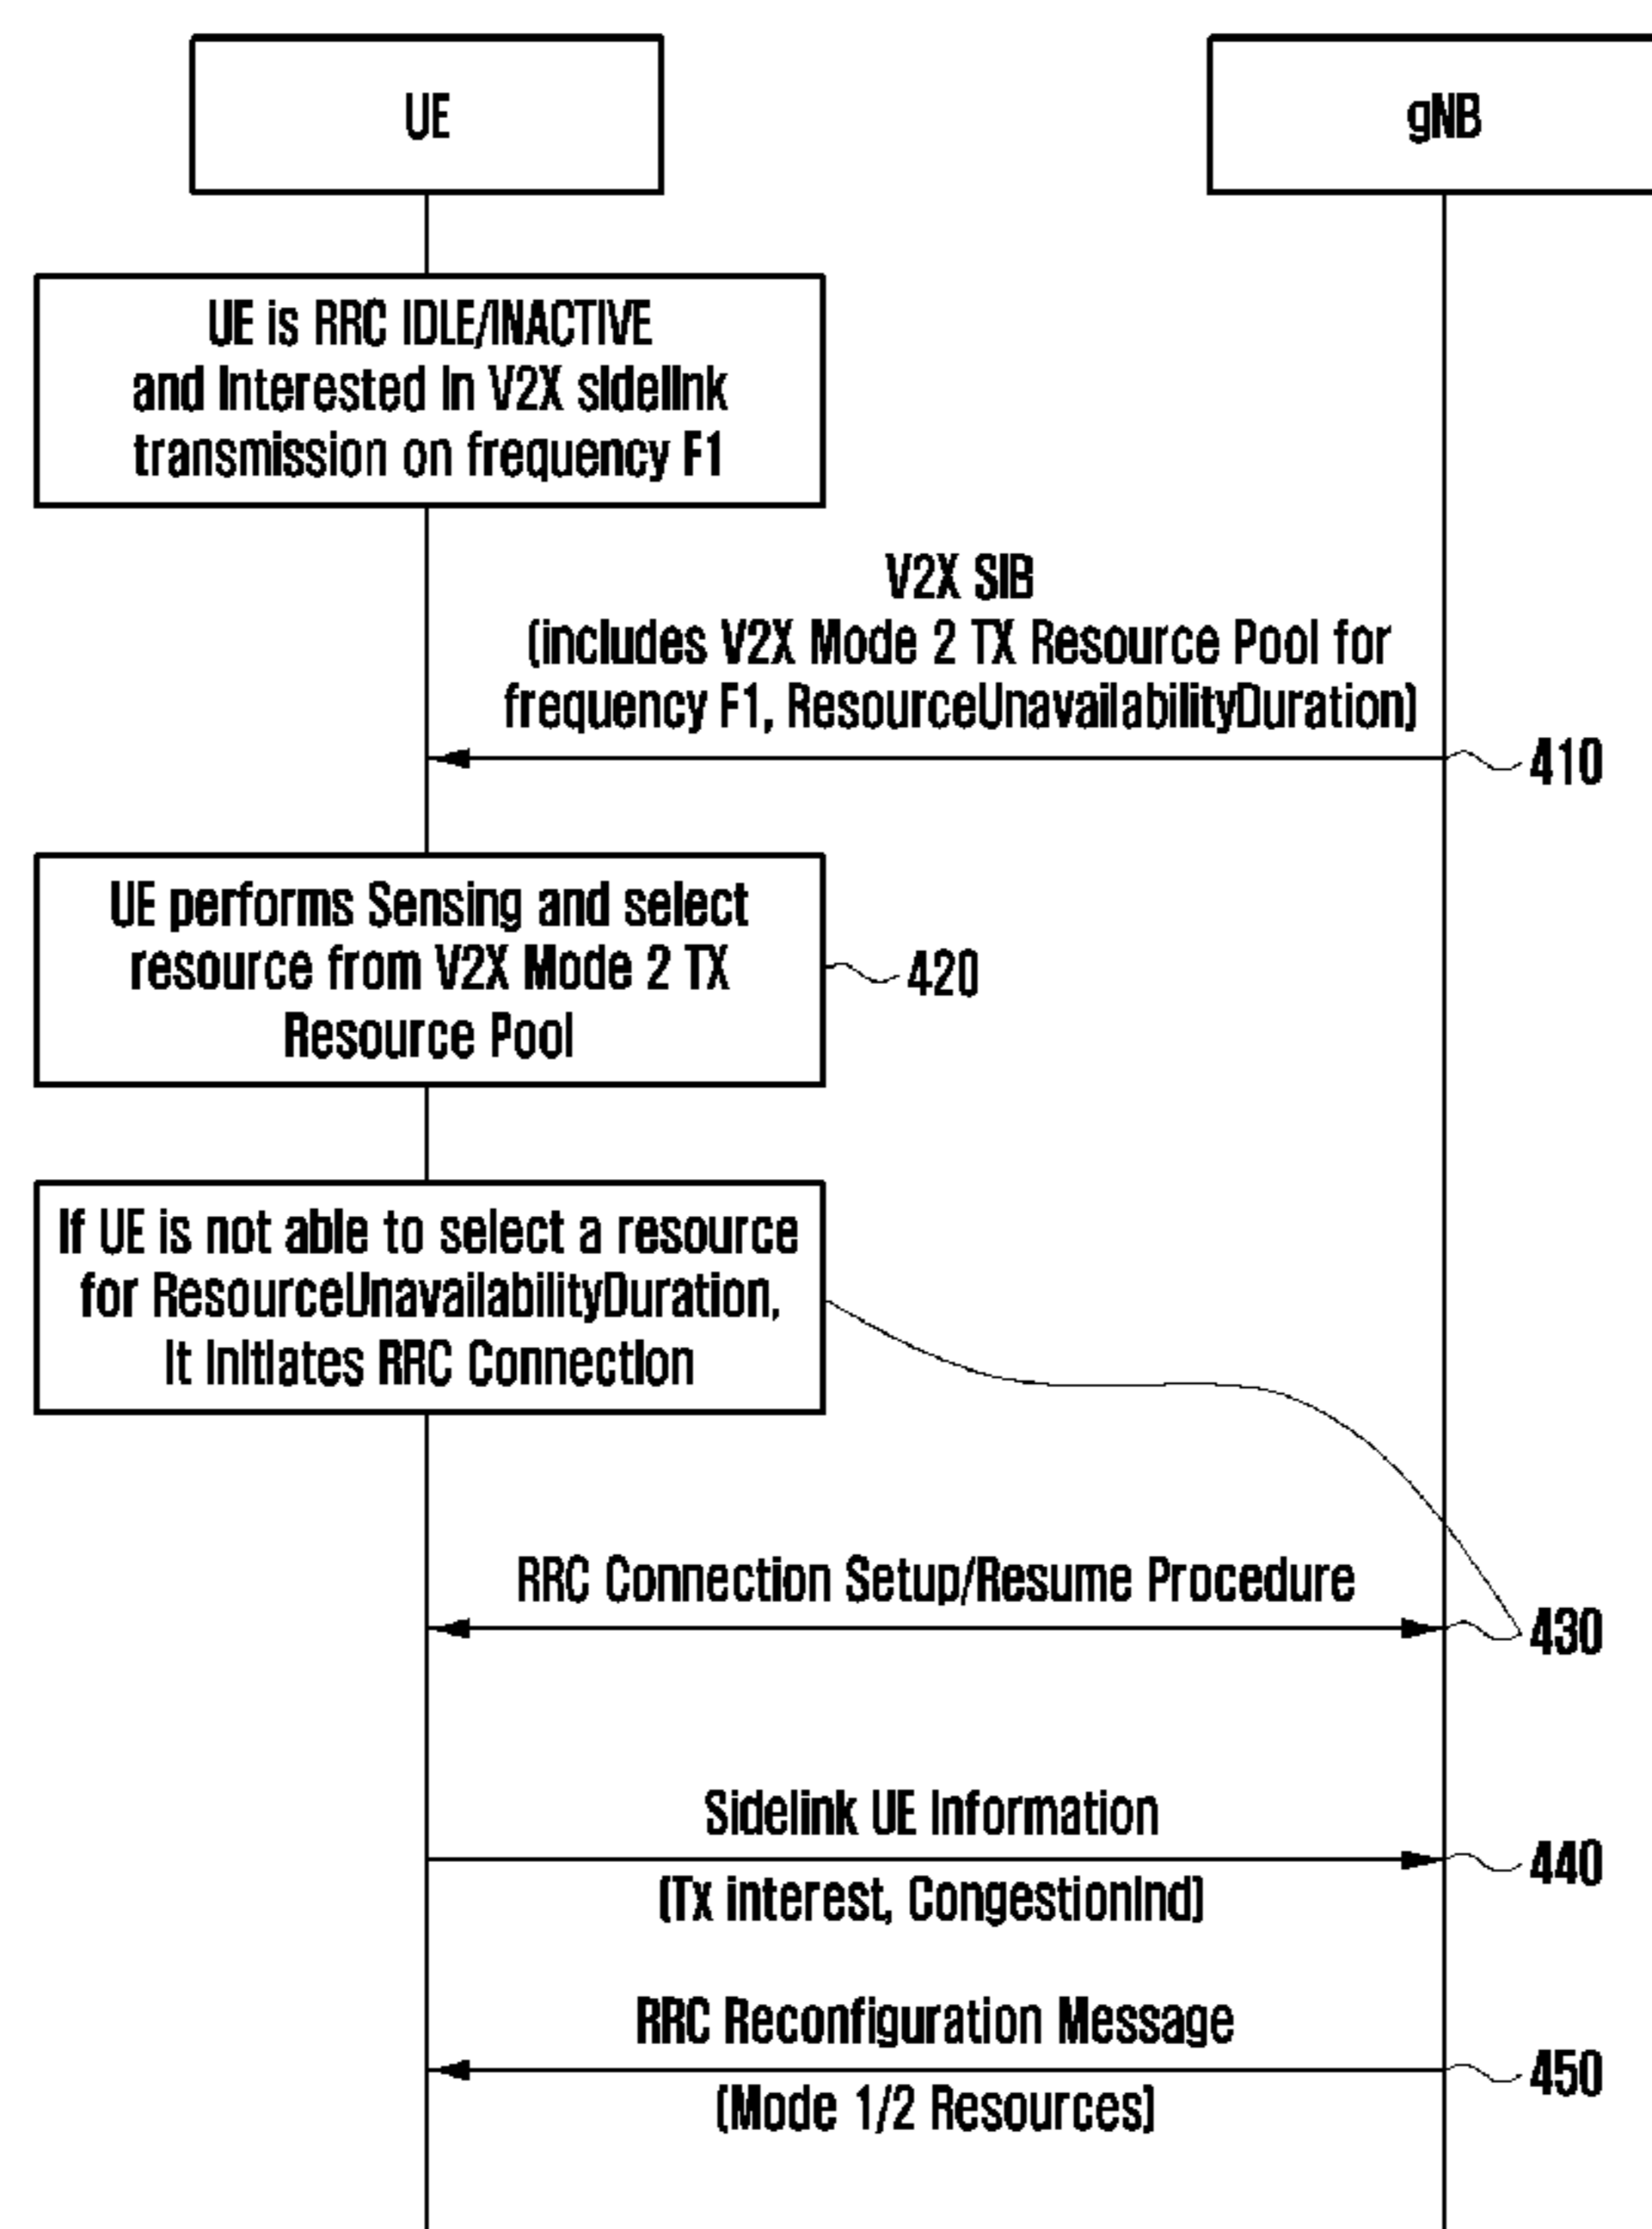 UE
gNB
UE is RRC IDLE/INACTIVE
and interested in V2X sidelink
transmission on frequency F1
V2X SIB
(includes V2X Mode 2 TX Resource Pool for
frequency F1, ResourceUnavailabilityDuration)
410
UE performs Sensing and select
resource from V2X Mode 2 TX
Resource Pool
420
If UE is not able to select a resource
for ResourceUnavailabilityDuration,
It initiates RRC Connection
RRC Connection Setup/Resume Procedure
430
Sidelink UE Information
440
(Tx interest, CongestionInd)
RRC Reconfiguration Message
450
(Mode 1/2 Resources)